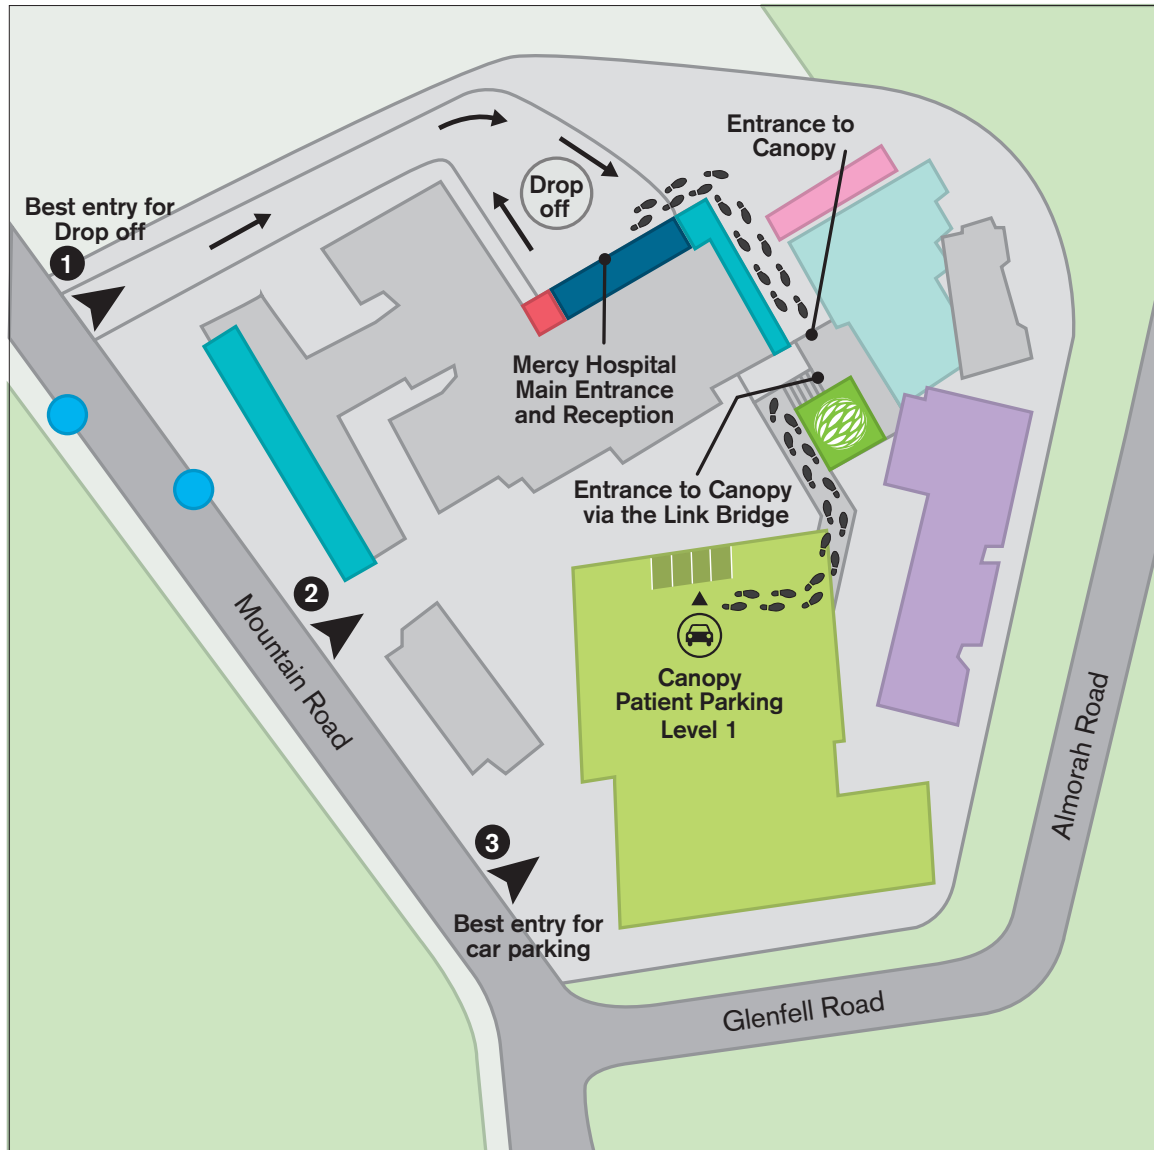 Entrance to
Canopy
Drop
off
Best entry for
Drop off
1
Mercy Hospital
Main Entrance
and Reception
Entrance to Canopy
via the Link Bridge
2
Mountain Road
Canopy
Patient Parking
Level 1
Almorah Road
3
Best entry for
car parking
Glenfell Road